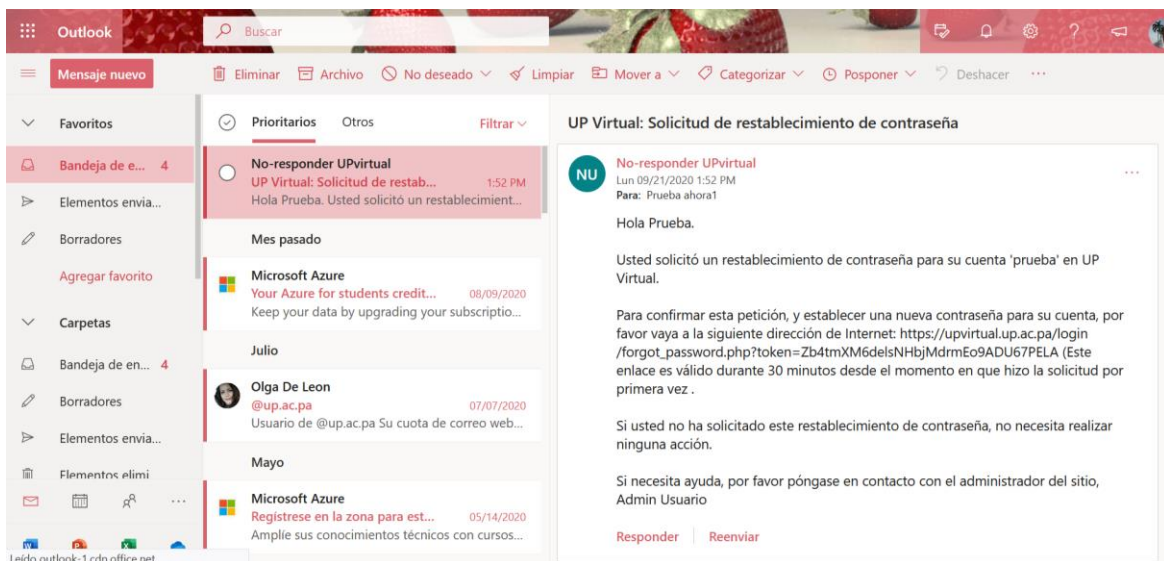 Outlook
Buscar
Mensaje nuevo
Eliminar Archivo No deseado Limpiar Mover a Categorizar Posponer Deshacer ...
Favoritos
Bandeja de e... 4
Elementos envia...
Borradores
Agregar favorito
Carpetas
Bandeja de en... 4
Borradores
Elementos envia...
Elementos elimi
...
Leído outlook-1.cdn.office.net
Prioritarios Otros Filtrar
No-responder UPvirtual
UP Virtual: Solicitud de restab... 1:52 PM
Hola Prueba. Usted solicitó un restablecimient...
Mes pasado
Microsoft Azure
Your Azure for students credit... 08/09/2020
Keep your data by upgrading your subscriptio...
Julio
Olga De Leon
@up.ac.pa 07/07/2020
Usuario de @up.ac.pa Su cuota de correo web...
Mayo
Microsoft Azure
Regístrese en la zona para est... 05/14/2020
Amplíe sus conocimientos técnicos con cursos...
UP Virtual: Solicitud de restablecimiento de contraseña
NU
No-responder UPvirtual
Lun 09/21/2020 1:52 PM
Para: Prueba ahora1
...
Hola Prueba.
Usted solicitó un restablecimiento de contraseña para su cuenta 'prueba' en UP
Virtual.
Para confirmar esta petición, y establecer una nueva contraseña para su cuenta, por
favor vaya a la siguiente dirección de Internet: https://upvirtual.up.ac.pa/login
/forgot_password.php?token=Zb4tmXM6delsNHbjMdrmEo9ADU67PELA (Este
enlace es válido durante 30 minutos desde el momento en que hizo la solicitud por
primera vez .
Si usted no ha solicitado este restablecimiento de contraseña, no necesita realizar
ninguna acción.
Si necesita ayuda, por favor póngase en contacto con el administrador del sitio,
Admin Usuario
Responder Reenviar